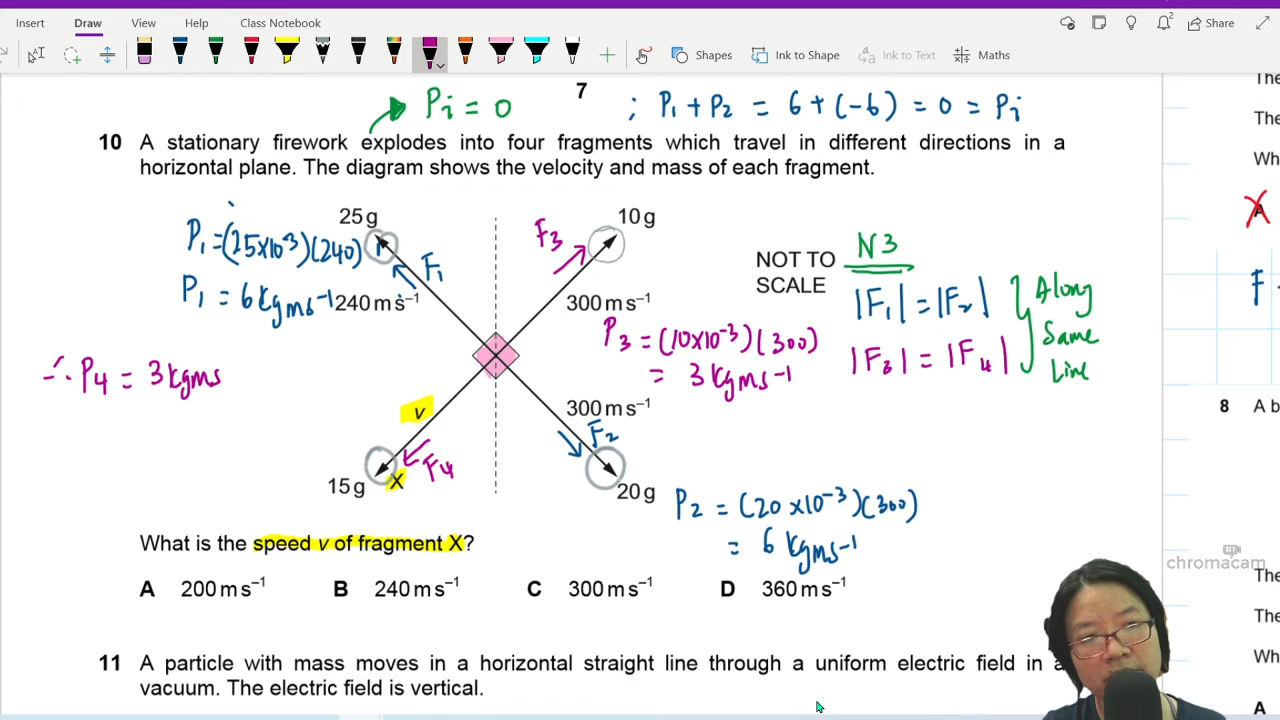 Insert Draw View Help Class Notebook Share
Shapes Ink to Shape Ink to Text Maths
7
Pi = 0
; P1 + P2 = 6 + (-6) = 0 = Pi
10 A stationary firework explodes into four fragments which travel in different directions in a
horizontal plane. The diagram shows the velocity and mass of each fragment.
25 g
10 g
P1 = (25×10⁻³)(240)
P1 = 6 kgms⁻¹
240 m s⁻¹
F1
F3
300 m s⁻¹
NOT TO
SCALE
N3
|F1| = |F2|
|F3| = |F4|
Along
Same
Line
P3 = (10×10⁻³)(300)
= 3 kgms⁻¹
∴ P4 = 3 kgms
v
300 m s⁻¹
F2
F4
X
15 g
20 g
P2 = (20×10⁻³)(300)
= 6 kgms⁻¹
What is the speed v of fragment X?
A 200 m s⁻¹ B 240 m s⁻¹ C 300 m s⁻¹ D 360 m s⁻¹
11 A particle with mass moves in a horizontal straight line through a uniform electric field in a
vacuum. The electric field is vertical.
The
Wh
A
F
8 A b
chromacam
The
The
Wh
A